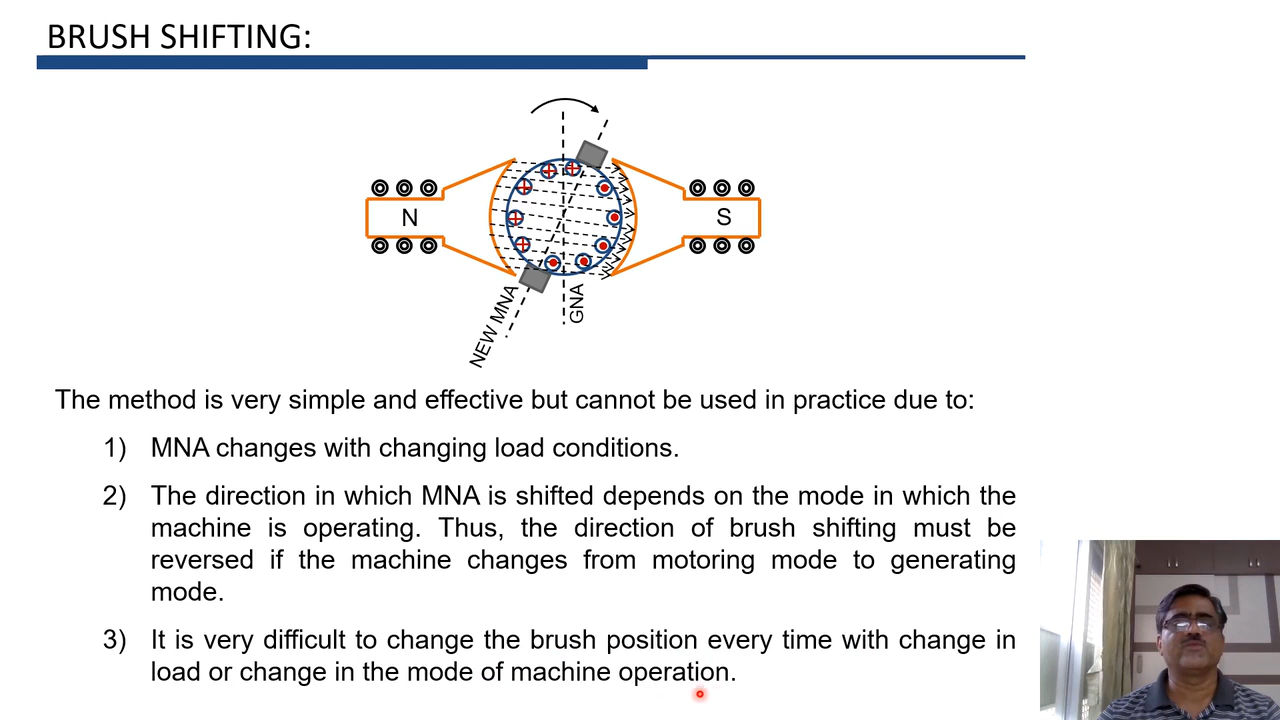 BRUSH SHIFTING:
N
S
NEW MNA
GNA
The method is very simple and effective but cannot be used in practice due to:
1) MNA changes with changing load conditions.
2) The direction in which MNA is shifted depends on the mode in which the
machine is operating. Thus, the direction of brush shifting must be
reversed if the machine changes from motoring mode to generating
mode.
3) It is very difficult to change the brush position every time with change in
load or change in the mode of machine operation.